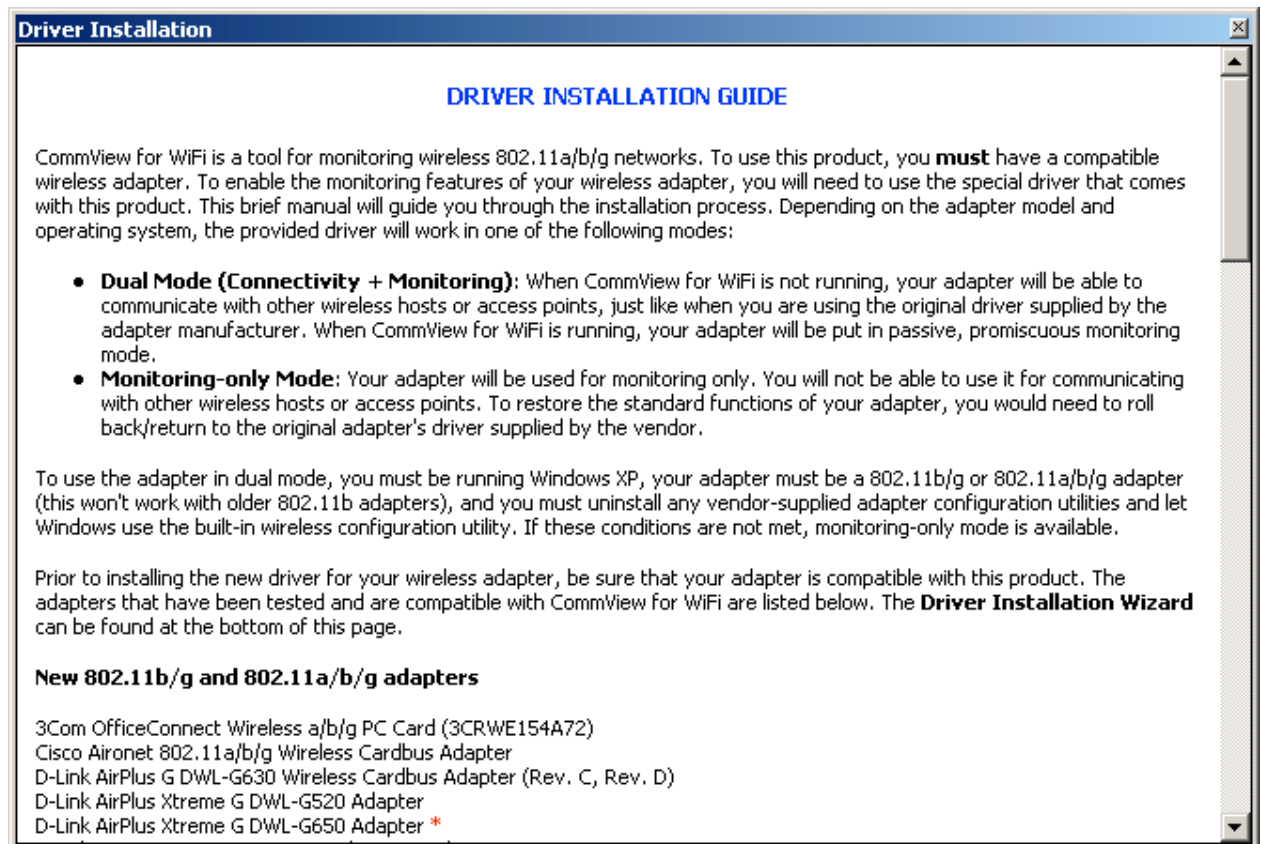 Driver Installation
DRIVER INSTALLATION GUIDE
CommView for WiFi is a tool for monitoring wireless 802.11a/b/g networks. To use this product, you must have a compatible
wireless adapter. To enable the monitoring features of your wireless adapter, you will need to use the special driver that comes
with this product. This brief manual will guide you through the installation process. Depending on the adapter model and
operating system, the provided driver will work in one of the following modes:
● Dual Mode (Connectivity + Monitoring): When CommView for WiFi is not running, your adapter will be able to
communicate with other wireless hosts or access points, just like when you are using the original driver supplied by the
adapter manufacturer. When CommView for WiFi is running, your adapter will be put in passive, promiscuous monitoring
mode.
● Monitoring-only Mode: Your adapter will be used for monitoring only. You will not be able to use it for communicating
with other wireless hosts or access points. To restore the standard functions of your adapter, you would need to roll
back/return to the original adapter's driver supplied by the vendor.
To use the adapter in dual mode, you must be running Windows XP, your adapter must be a 802.11b/g or 802.11a/b/g adapter
(this won't work with older 802.11b adapters), and you must uninstall any vendor-supplied adapter configuration utilities and let
Windows use the built-in wireless configuration utility. If these conditions are not met, monitoring-only mode is available.
Prior to installing the new driver for your wireless adapter, be sure that your adapter is compatible with this product. The
adapters that have been tested and are compatible with CommView for WiFi are listed below. The Driver Installation Wizard
can be found at the bottom of this page.
New 802.11b/g and 802.11a/b/g adapters
3Com OfficeConnect Wireless a/b/g PC Card (3CRWE154A72)
Cisco Aironet 802.11a/b/g Wireless Cardbus Adapter
D-Link AirPlus G DWL-G630 Wireless Cardbus Adapter (Rev. C, Rev. D)
D-Link AirPlus Xtreme G DWL-G520 Adapter
D-Link AirPlus Xtreme G DWL-G650 Adapter *